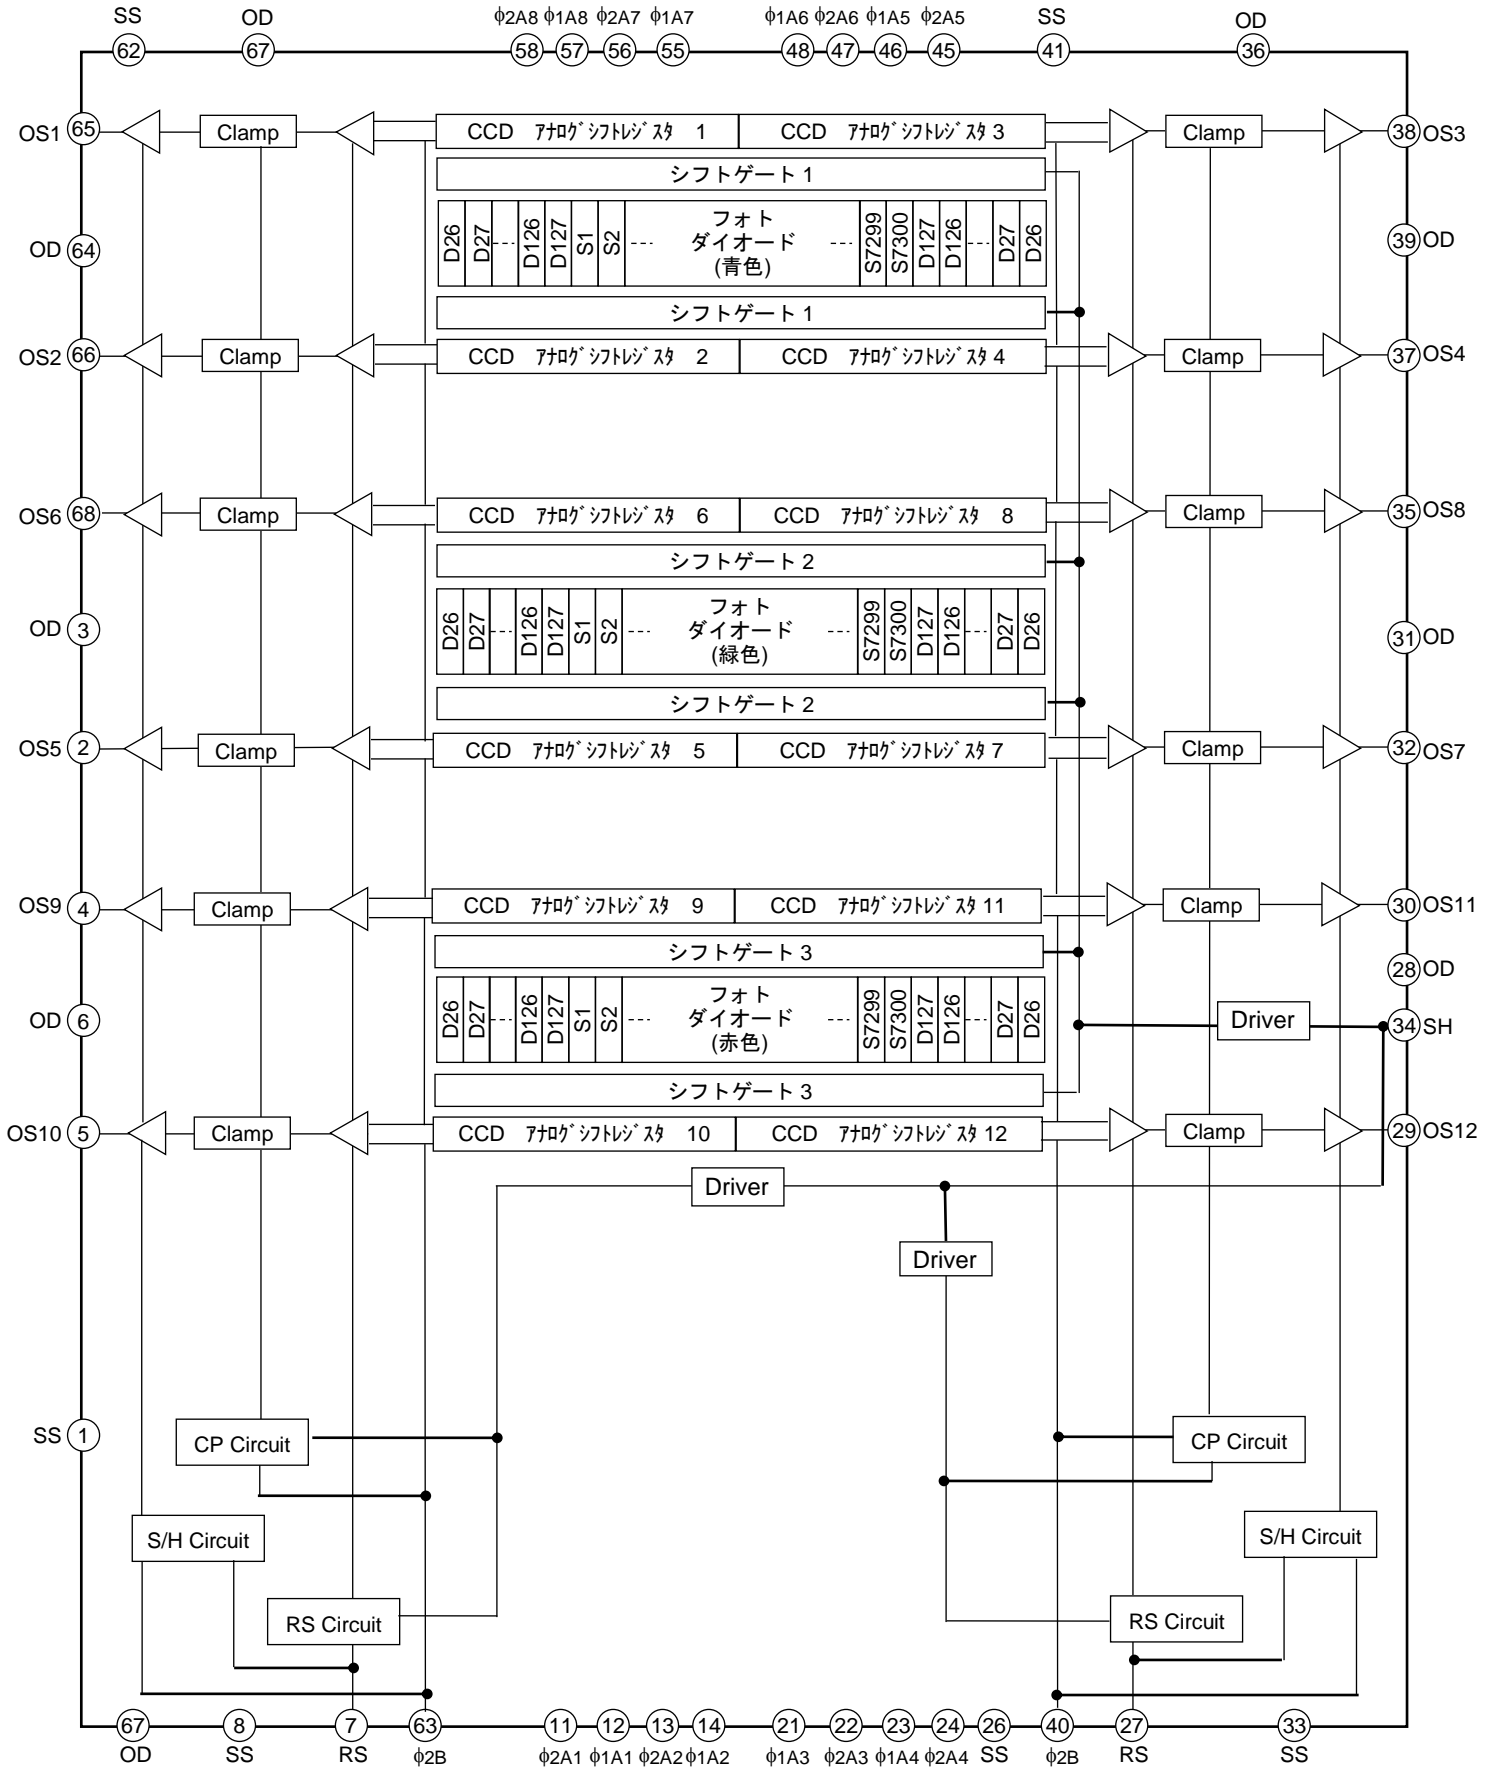 SS OD ϕ2A8 ϕ1A8 ϕ2A7 ϕ1A7 ϕ1A6 ϕ2A6 ϕ1A5 ϕ2A5 SS OD
62 67 58 57 56 55 48 47 46 45 41 36
OS1 65 Clamp CCD ｱﾅﾛｸﾞｼﾌﾄﾚｼﾞｽﾀ 1 CCD ｱﾅﾛｸﾞｼﾌﾄﾚｼﾞｽﾀ 3 Clamp 38 OS3
シフトゲート 1
OD 64 D26 D27 --- D126 D127 S1 S2 --- フォト
ダイオード
(青色) --- S7299 S7300 D127 D126 --- D27 D26 39 OD
シフトゲート 1
OS2 66 Clamp CCD ｱﾅﾛｸﾞｼﾌﾄﾚｼﾞｽﾀ 2 CCD ｱﾅﾛｸﾞｼﾌﾄﾚｼﾞｽﾀ 4 Clamp 37 OS4
OS6 68 Clamp CCD ｱﾅﾛｸﾞｼﾌﾄﾚｼﾞｽﾀ 6 CCD ｱﾅﾛｸﾞｼﾌﾄﾚｼﾞｽﾀ 8 Clamp 35 OS8
シフトゲート 2
OD 3 D26 D27 --- D126 D127 S1 S2 --- フォト
ダイオード
(緑色) --- S7299 S7300 D127 D126 --- D27 D26 31 OD
シフトゲート 2
OS5 2 Clamp CCD ｱﾅﾛｸﾞｼﾌﾄﾚｼﾞｽﾀ 5 CCD ｱﾅﾛｸﾞｼﾌﾄﾚｼﾞｽﾀ 7 Clamp 32 OS7
OS9 4 Clamp CCD ｱﾅﾛｸﾞｼﾌﾄﾚｼﾞｽﾀ 9 CCD ｱﾅﾛｸﾞｼﾌﾄﾚｼﾞｽﾀ 11 Clamp 30 OS11
シフトゲート 3
28 OD
OD 6 D26 D27 --- D126 D127 S1 S2 --- フォト
ダイオード
(赤色) --- S7299 S7300 D127 D126 --- D27 D26 Driver 34 SH
シフトゲート 3
OS10 5 Clamp CCD ｱﾅﾛｸﾞｼﾌﾄﾚｼﾞｽﾀ 10 CCD ｱﾅﾛｸﾞｼﾌﾄﾚｼﾞｽﾀ 12 Clamp 29 OS12
Driver
Driver
SS 1 CP Circuit CP Circuit
S/H Circuit S/H Circuit
RS Circuit RS Circuit
67 8 7 63 11 12 13 14 21 22 23 24 26 40 27 33
OD SS RS ϕ2B ϕ2A1 ϕ1A1 ϕ2A2 ϕ1A2 ϕ1A3 ϕ2A3 ϕ1A4 ϕ2A4 SS ϕ2B RS SS